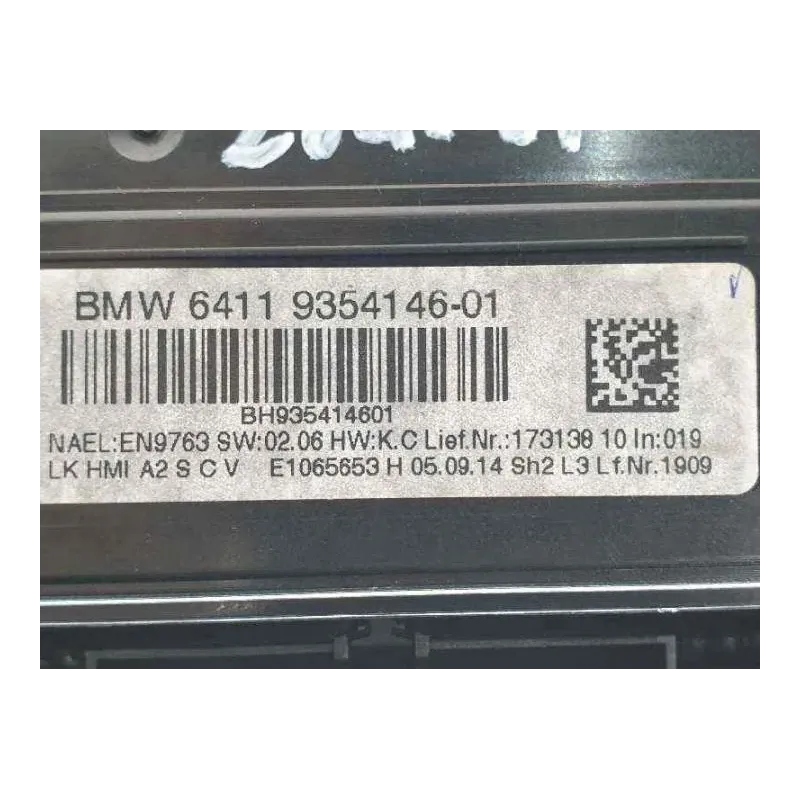 BMW 6411 9354146-01
BH935414601
NAEL:EN9763 SW:02.06 HW:K.C Lief.Nr.:173138 10 In:019
LK HMI A2 S C V E1065653 H 05.09.14 Sh2 L3 Lf.Nr.1909